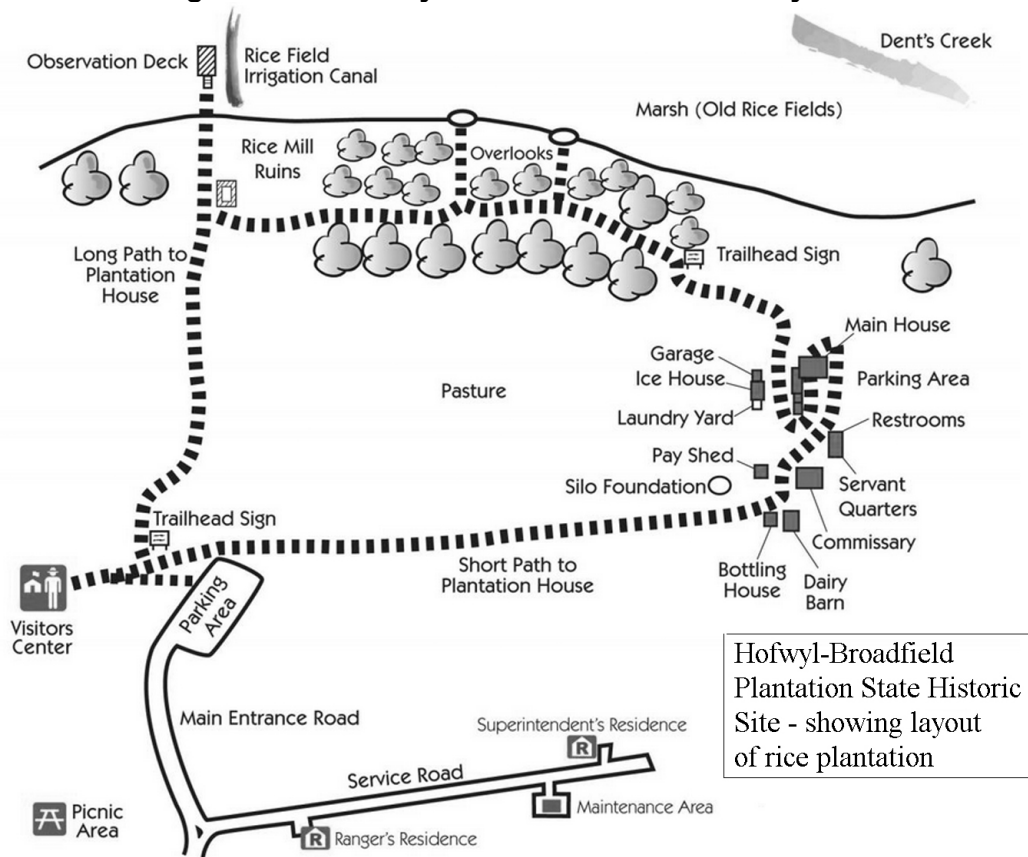 Observation Deck
Rice Field
Irrigation Canal
Dent's Creek
Marsh (Old Rice Fields)
Rice Mill
Ruins
Overlooks
Long Path to
Plantation
House
Trailhead Sign
Main House
Garage
Ice House
Parking Area
Pasture
Laundry Yard
Restrooms
Pay Shed
Silo Foundation
Servant
Quarters
Trailhead Sign
Commissary
Short Path to
Plantation House
Bottling
House
Dairy
Barn
Parking
Area
Visitors
Center
Hofwyl-Broadfield
Plantation State Historic
Site - showing layout
of rice plantation
Main Entrance Road
Superintendent's Residence
R
Service Road
Maintenance Area
Picnic
Area
R
Ranger's Residence